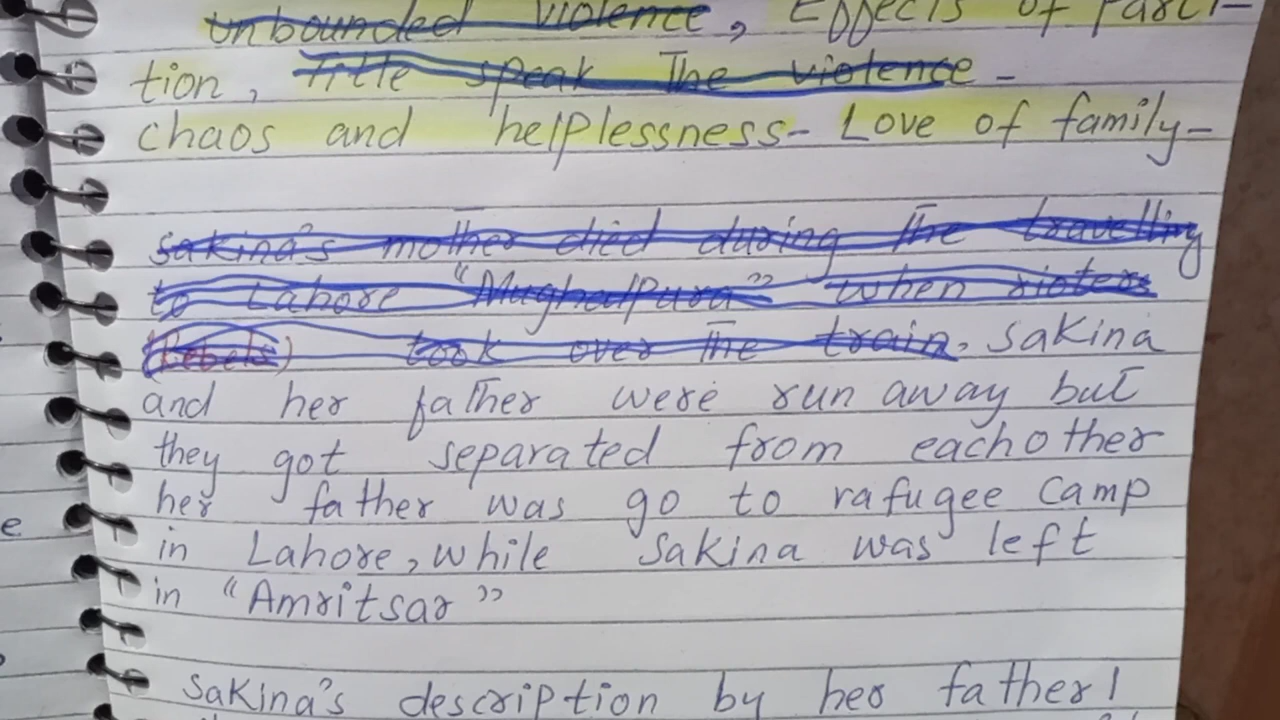 unbounded violence, Effects of Parti-
tion, Title speak The violence -
chaos and helplessness- Love of family-
sakina's mother died during The travelling
to Lahore "Mughalpura" when rioters
(Rebels) took over The train. sakina
and her father were run away but
they got separated from eachother
her father was go to rafugee camp
in Lahore, while sakina was left
in "Amritsar"
sakina's description by her father!
e